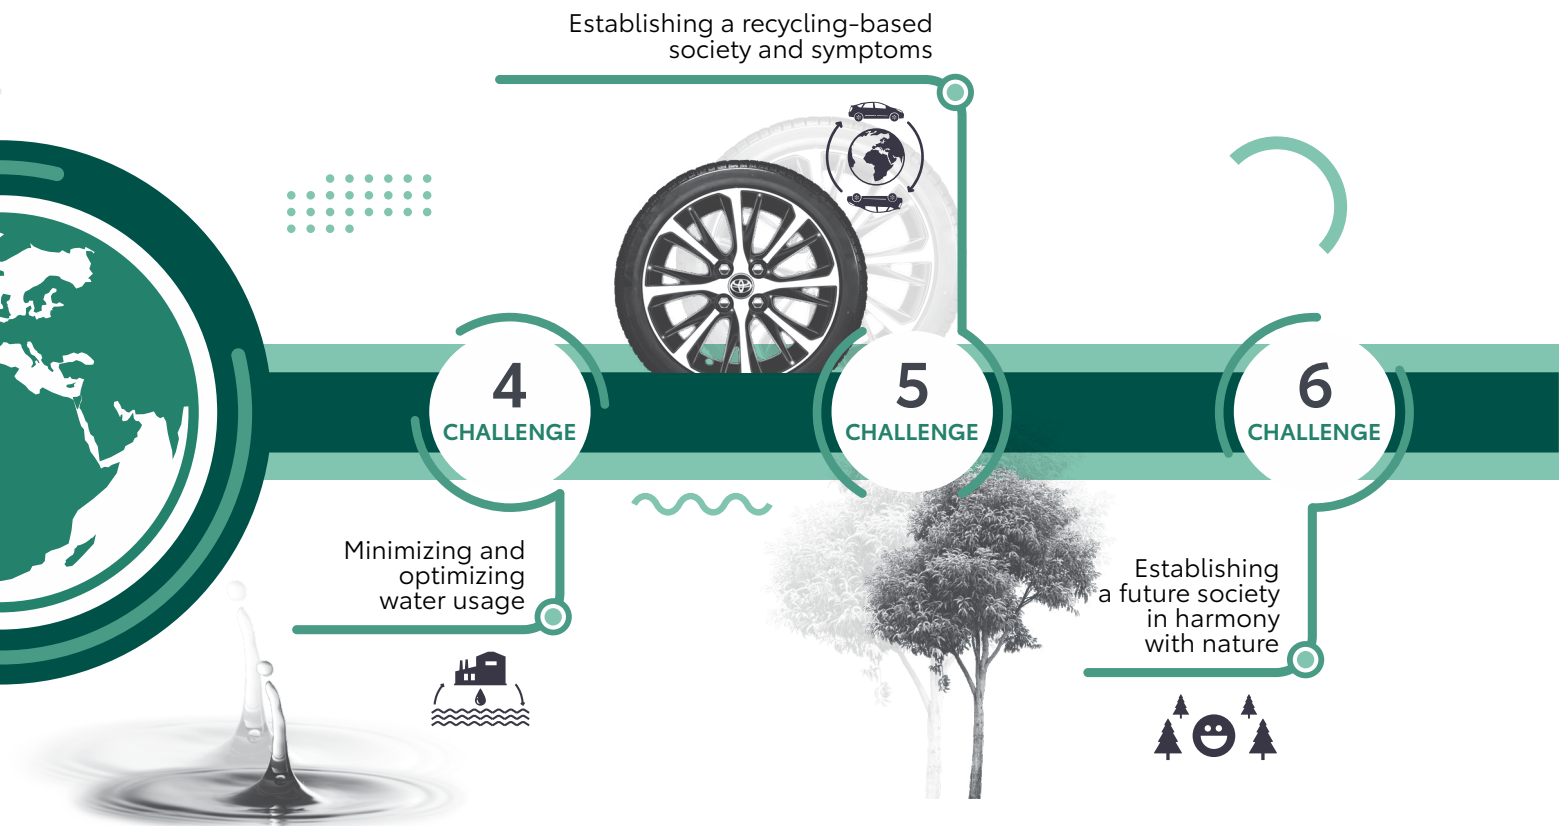 Establishing a recycling-based
society and symptoms
4
CHALLENGE
5
CHALLENGE
6
CHALLENGE
Minimizing and
optimizing
water usage
Establishing
a future society
in harmony
with nature